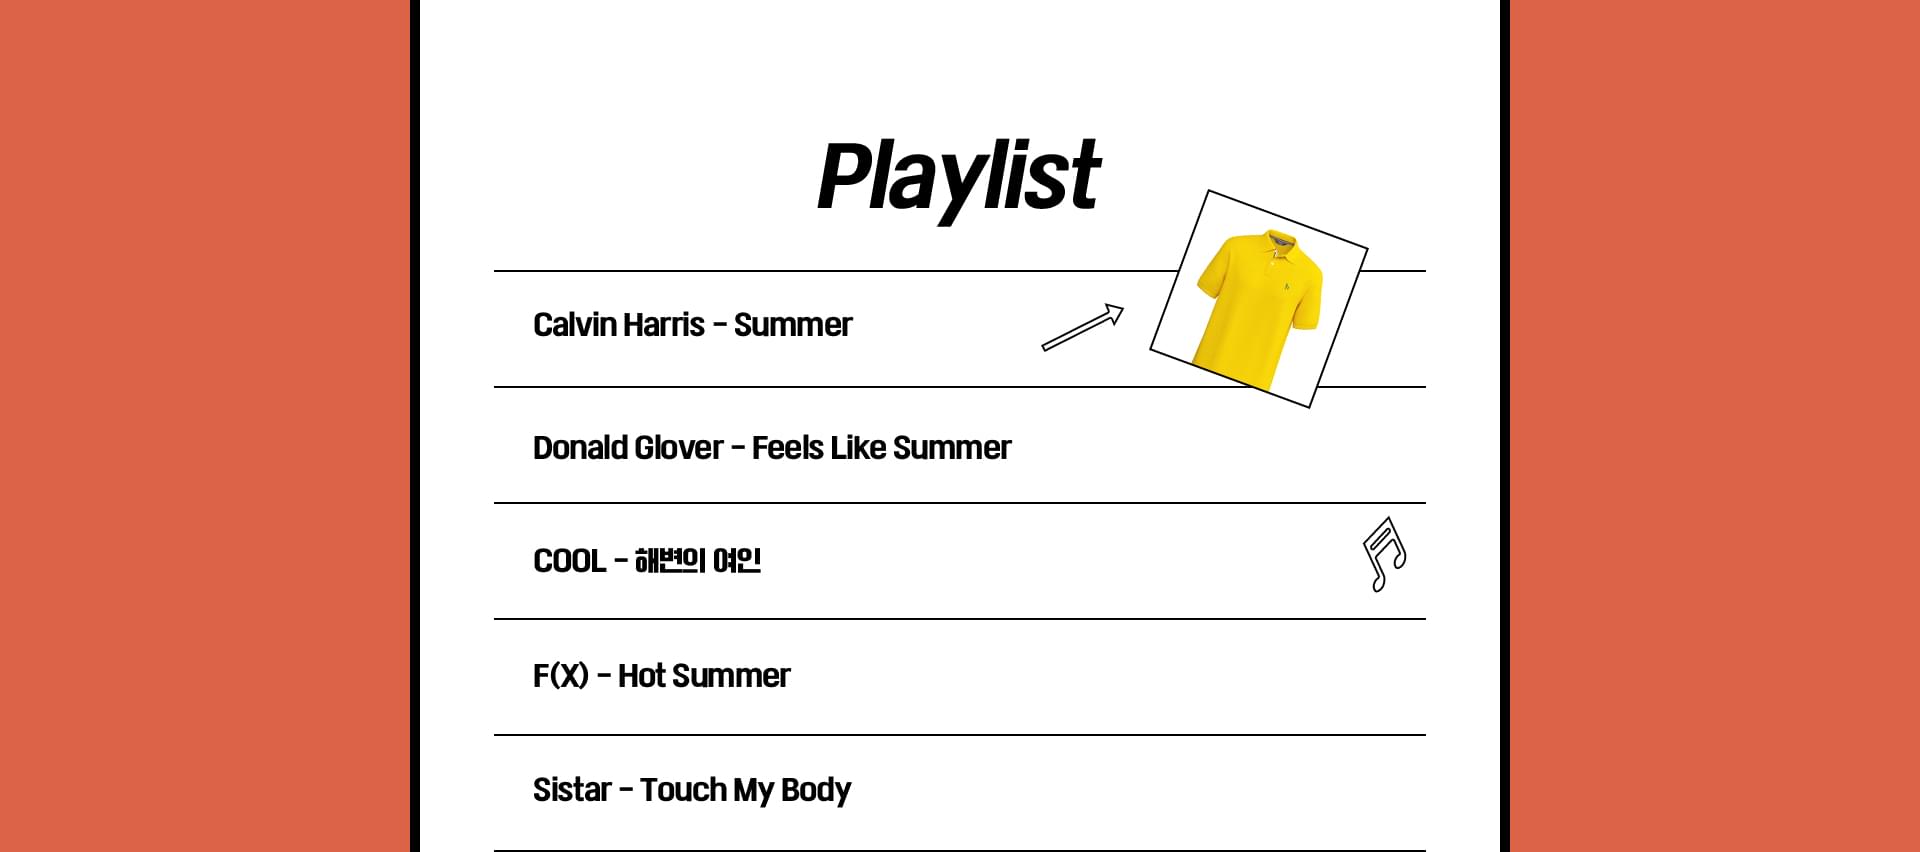 Playlist
Calvin Harris - Summer
Donald Glover - Feels Like Summer
COOL - 해변의 여인
F(X) - Hot Summer
Sistar - Touch My Body